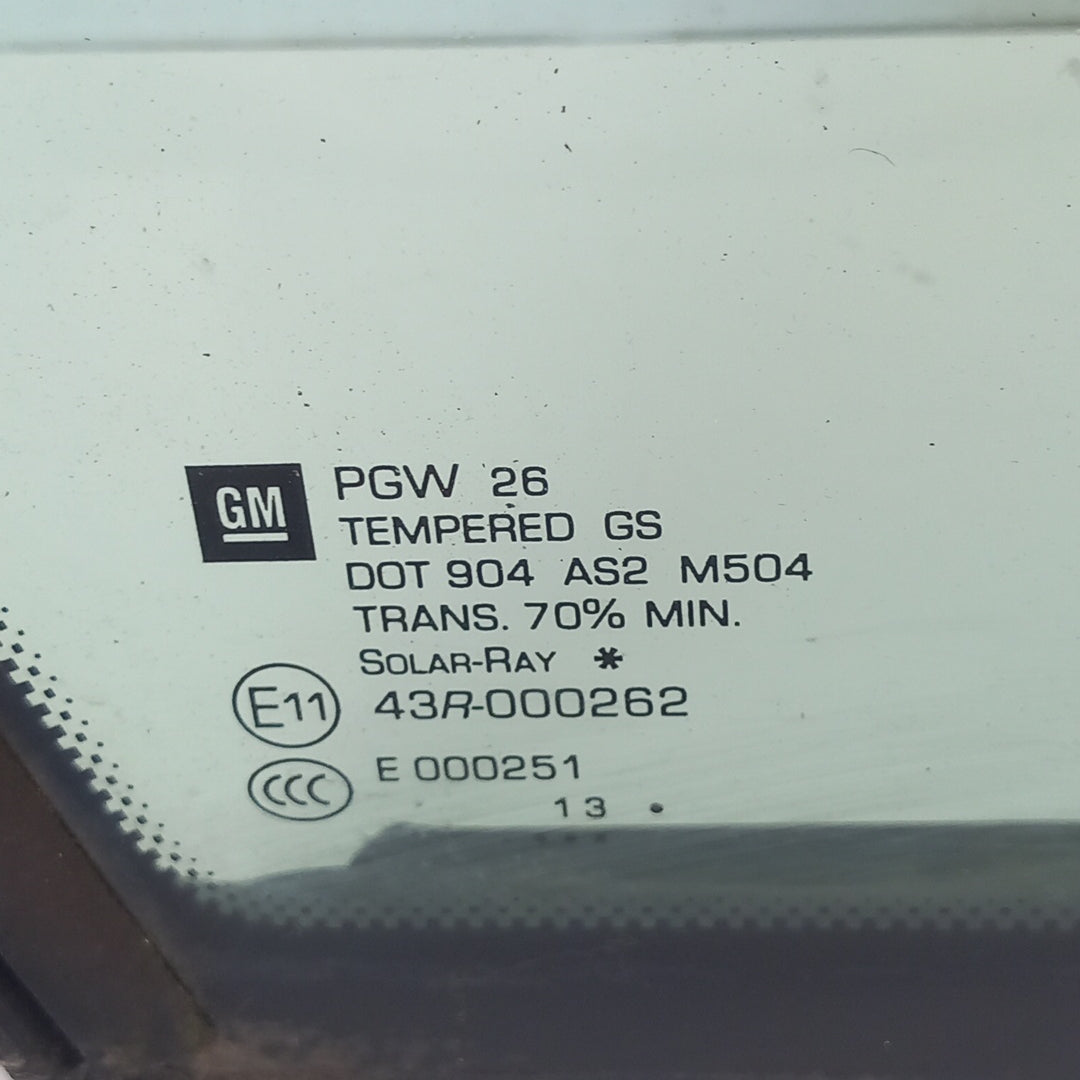 GM
PGW 26
TEMPERED GS
DOT 904 AS2 M504
TRANS. 70% MIN.
SOLAR-RAY *
E11 43R-000262
CCC E 000251
13 •